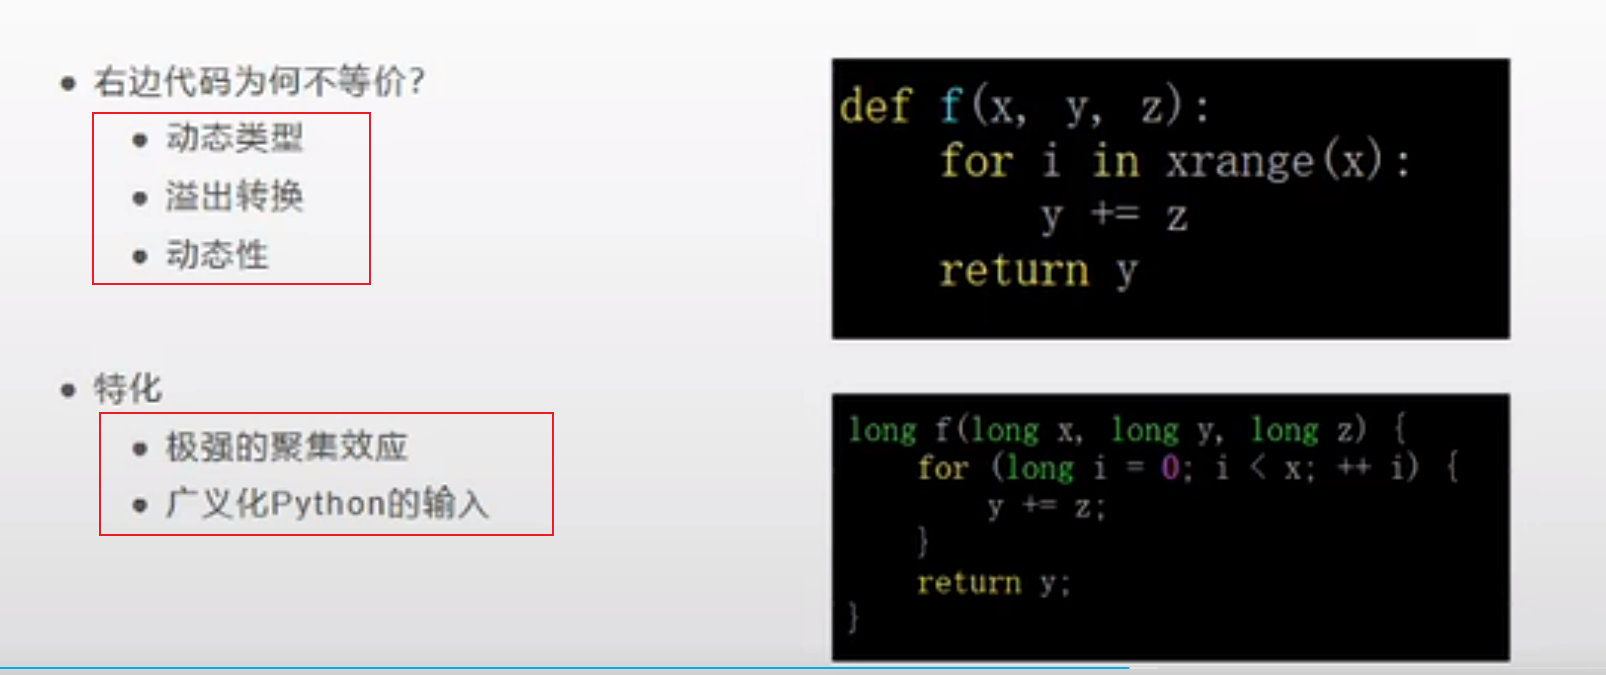 • 右边代码为何不等价？
• 动态类型
• 溢出转换
• 动态性
• 特化
• 极强的聚集效应
• 广义化Python的输入
def f(x, y, z):
    for i in xrange(x):
        y += z
    return y
long f(long x, long y, long z) {
    for (long i = 0; i < x; ++ i) {
        y += z;
    }
    return y;
}